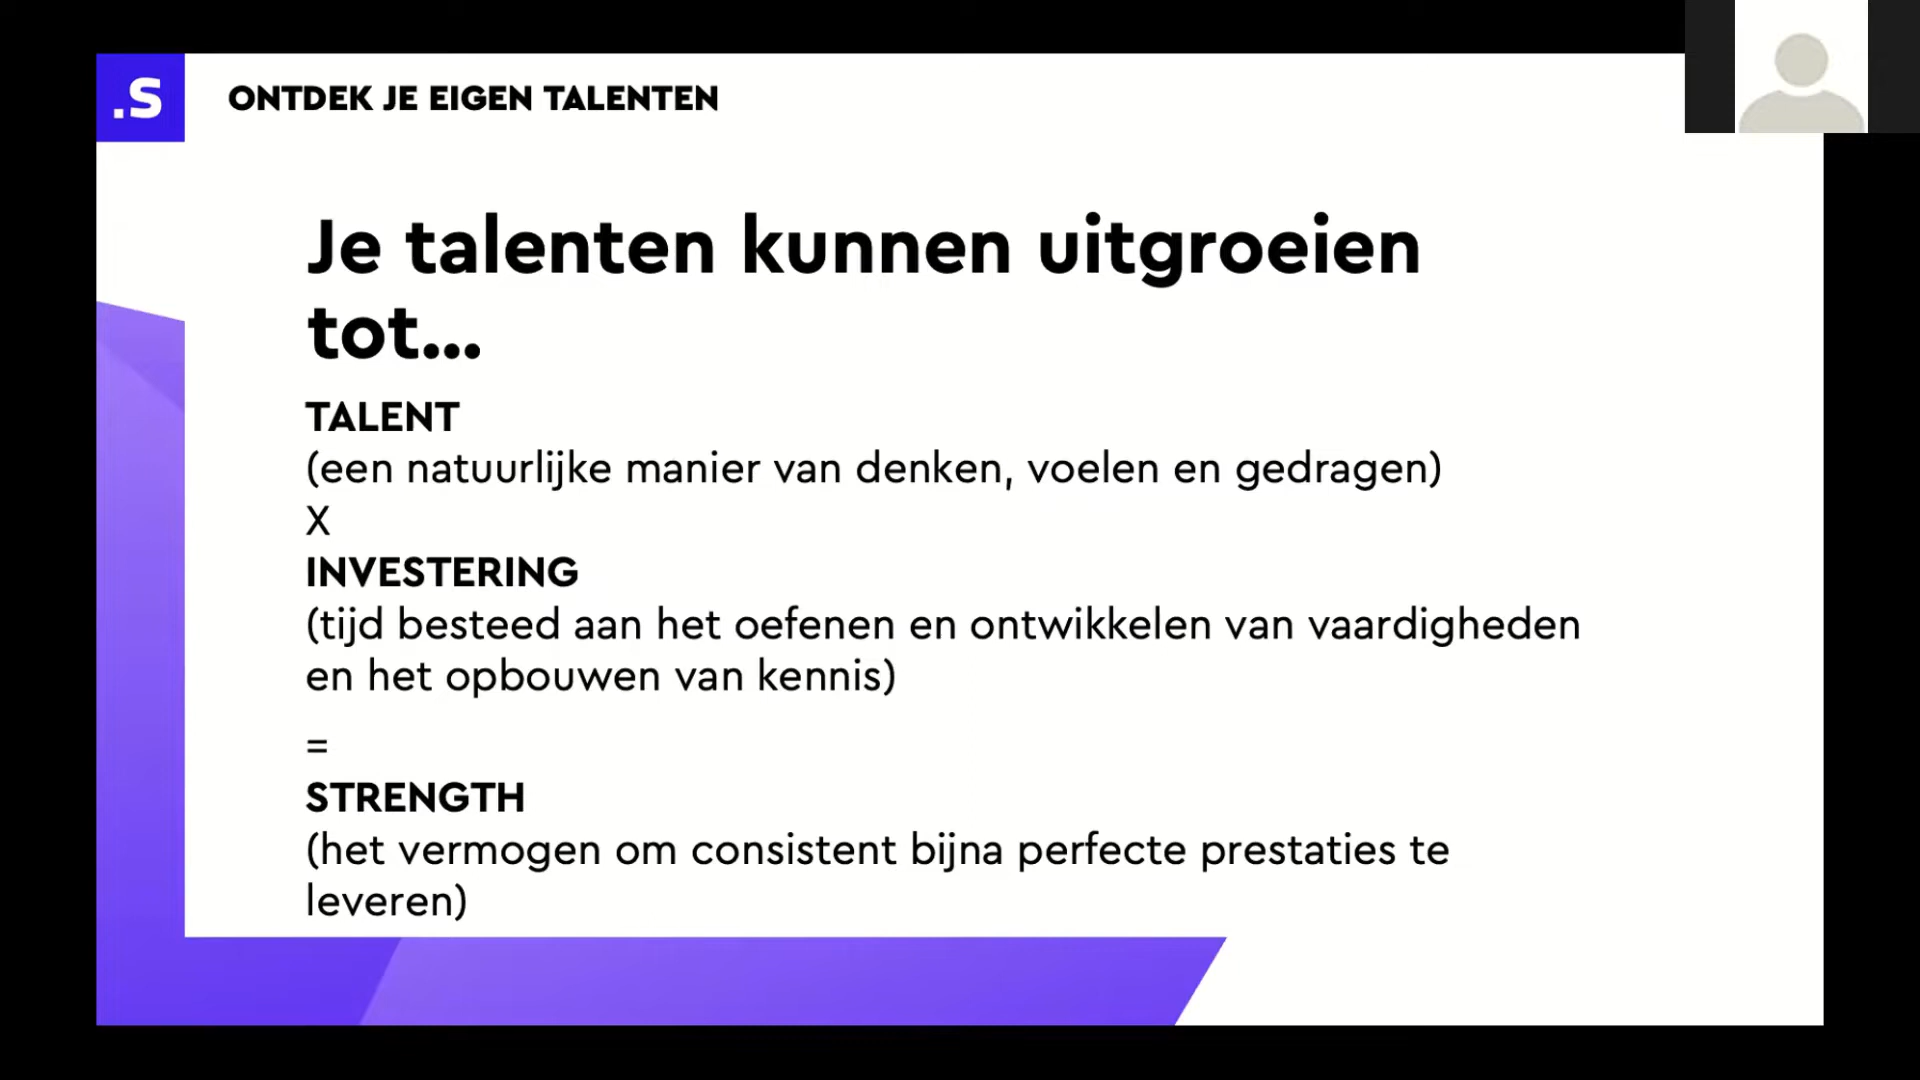 .S
ONTDEK JE EIGEN TALENTEN
Je talenten kunnen uitgroeien
tot...
TALENT
(een natuurlijke manier van denken, voelen en gedragen)
X
INVESTERING
(tijd besteed aan het oefenen en ontwikkelen van vaardigheden
en het opbouwen van kennis)
=
STRENGTH
(het vermogen om consistent bijna perfecte prestaties te
leveren)